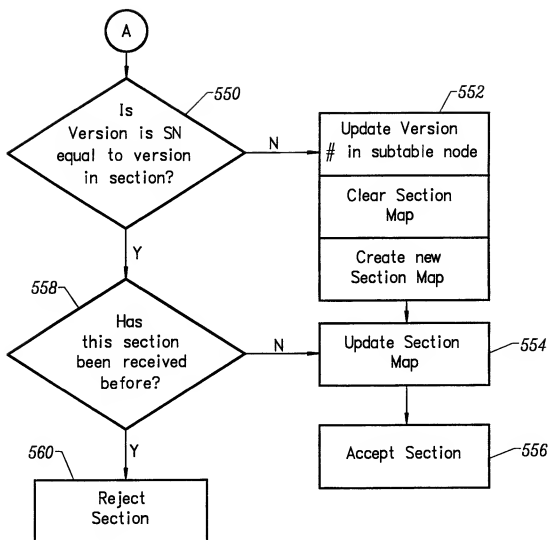 A
550
Is
Version is SN
equal to version
in section?
N
552
Update Version
# in subtable node
Clear Section
Map
Create new
Section Map
Y
558
Has
this section
been received
before?
N
Update Section
Map
554
Accept Section
556
Y
560
Reject
Section